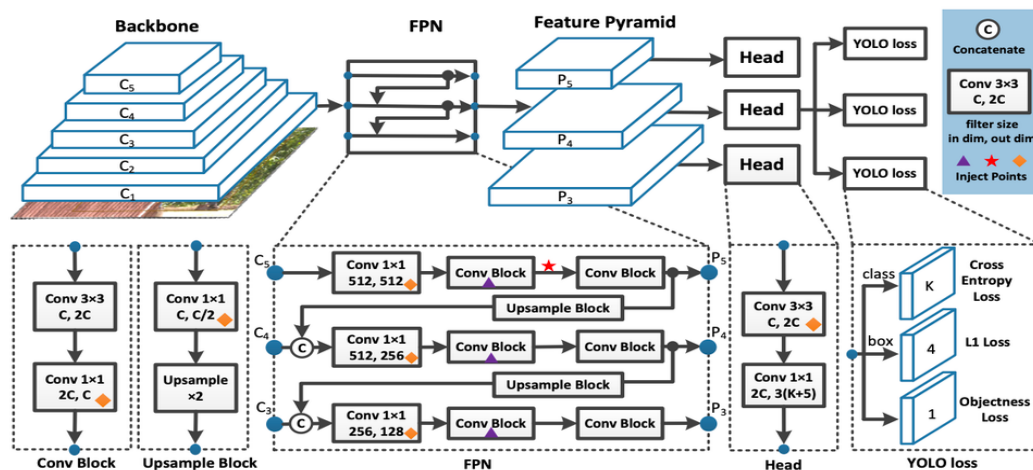 Backbone
FPN
Feature Pyramid
C5
C4
C3
C2
C1
P5
P4
P3
Head
Head
Head
YOLO loss
YOLO loss
YOLO loss
C
Concatenate
Conv 3×3
C, 2C
filter size
in dim, out dim
Inject Points
Conv 3×3
C, 2C
Conv 1×1
2C, C
Conv Block
Conv 1×1
C, C/2
Upsample
×2
Upsample Block
C5
Conv 1×1
512, 512
Conv Block
Conv Block
P5
Upsample Block
C4
C
Conv 1×1
512, 256
Conv Block
Conv Block
P4
Upsample Block
C3
C
Conv 1×1
256, 128
Conv Block
Conv Block
P3
FPN
Conv 3×3
C, 2C
Conv 1×1
2C, 3(K+5)
Head
class
K
Cross
Entropy
Loss
box
4
L1 Loss
1
Objectness
Loss
YOLO loss